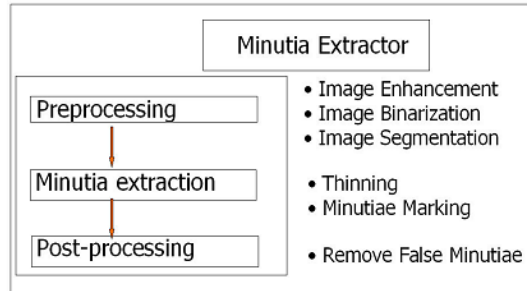 Minutia Extractor
Preprocessing
Minutia extraction
Post-processing
• Image Enhancement
• Image Binarization
• Image Segmentation
• Thinning
• Minutiae Marking
• Remove False Minutiae